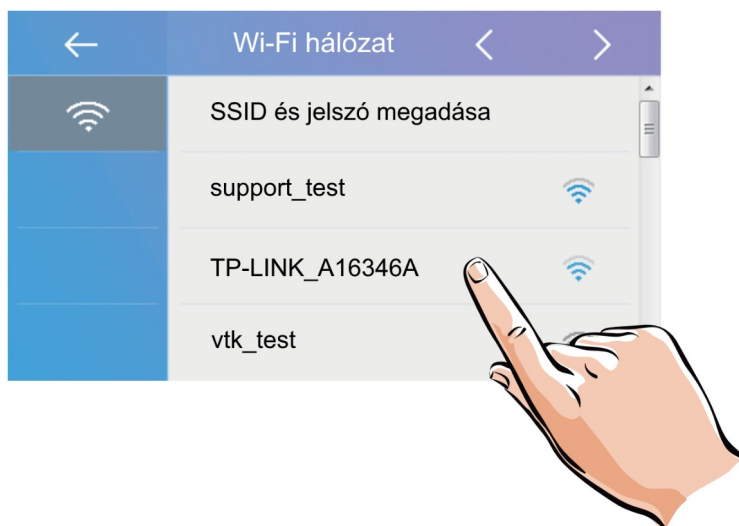 Wi-Fi hálózat
SSID és jelszó megadása
support_test
TP-LINK_A16346A
vtk_test